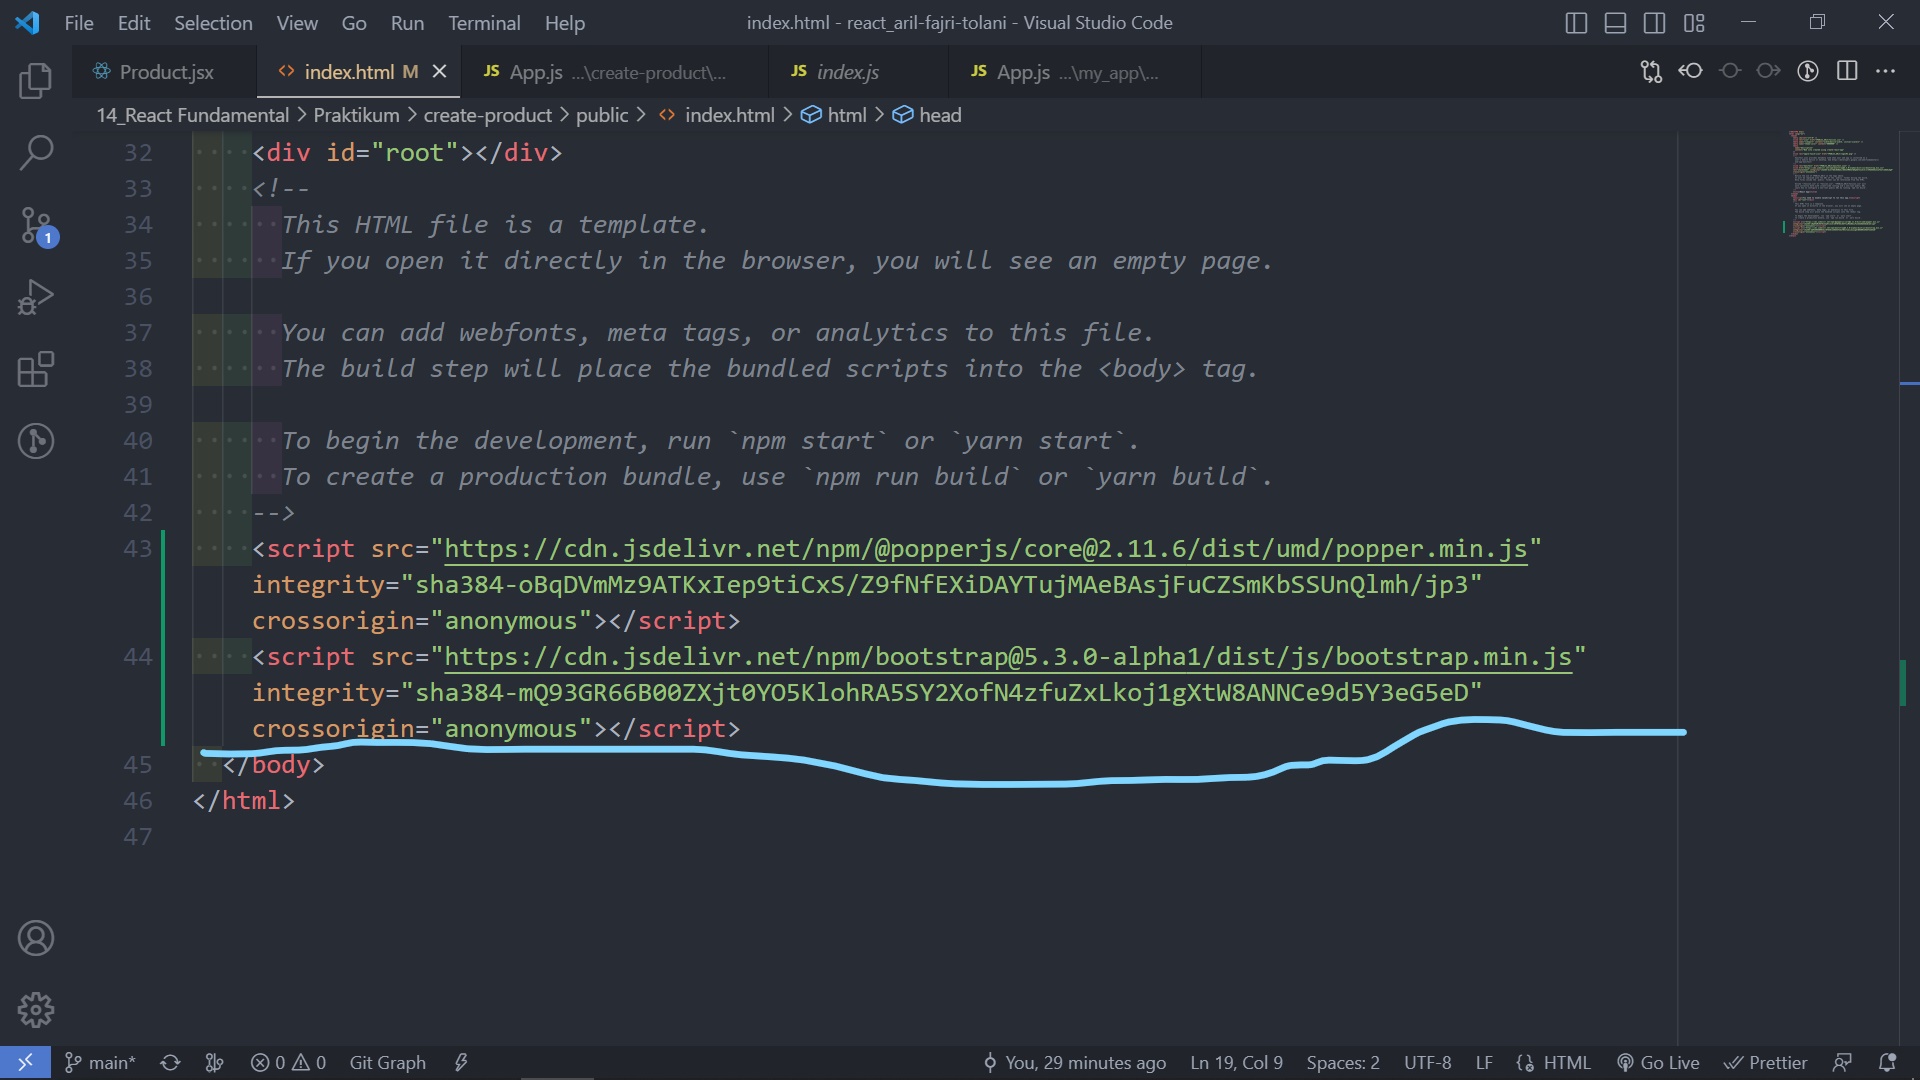 File Edit Selection View Go Run Terminal Help
index.html - react_aril-fajri-tolani - Visual Studio Code
Product.jsx
<> index.html M
JS App.js ...\create-product\...
JS index.js
JS App.js ...\my_app\...
14_React Fundamental > Praktikum > create-product > public > <> index.html > html > head
32 <div id="root"></div>
33 <!--
34 This HTML file is a template.
35 If you open it directly in the browser, you will see an empty page.
36
37 You can add webfonts, meta tags, or analytics to this file.
38 The build step will place the bundled scripts into the <body> tag.
39
40 To begin the development, run `npm start` or `yarn start`.
41 To create a production bundle, use `npm run build` or `yarn build`.
42 -->
43 <script src="https://cdn.jsdelivr.net/npm/@popperjs/core@2.11.6/dist/umd/popper.min.js"
integrity="sha384-oBqDVmMz9ATKxIep9tiCxS/Z9fNfEXiDAYTujMAeBAsjFuCZSmKbSSUnQlmh/jp3"
crossorigin="anonymous"></script>
44 <script src="https://cdn.jsdelivr.net/npm/bootstrap@5.3.0-alpha1/dist/js/bootstrap.min.js"
integrity="sha384-mQ93GR66B00ZXjt0YO5KlohRA5SY2XofN4zfuZxLkoj1gXtW8ANNCe9d5Y3eG5eD"
crossorigin="anonymous"></script>
45 </body>
46 </html>
47
1
main* 0 0 Git Graph
You, 29 minutes ago Ln 19, Col 9 Spaces: 2 UTF-8 LF HTML Go Live Prettier